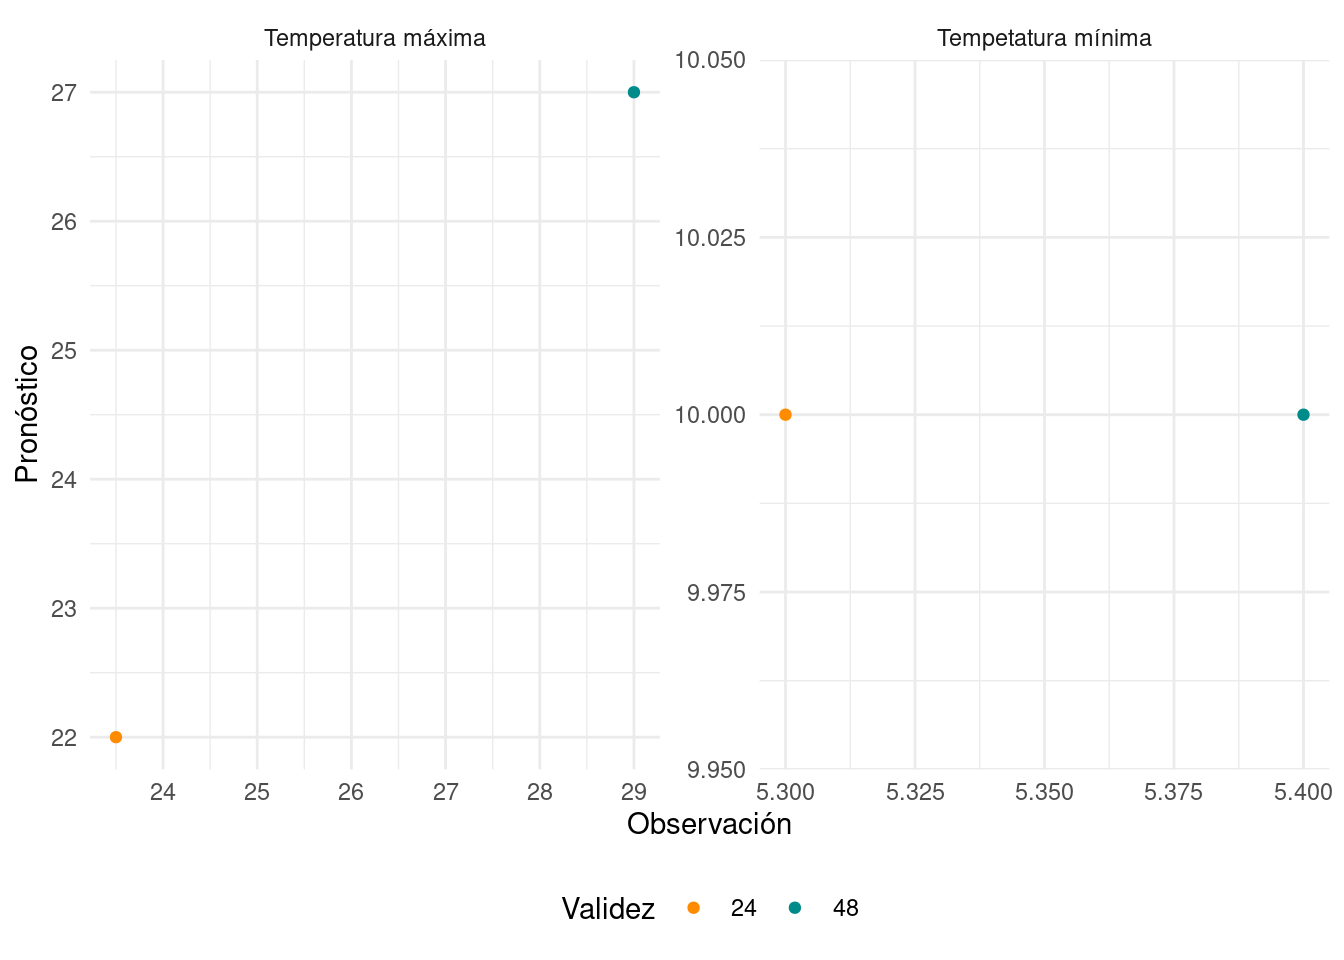 Temperatura máxima
Tempetatura mínima
Pronóstico
27
26
25
24
23
22
24 25 26 27 28 29
10.050
10.025
10.000
9.975
9.950
5.300 5.325 5.350 5.375 5.400
Observación
Validez 24 48